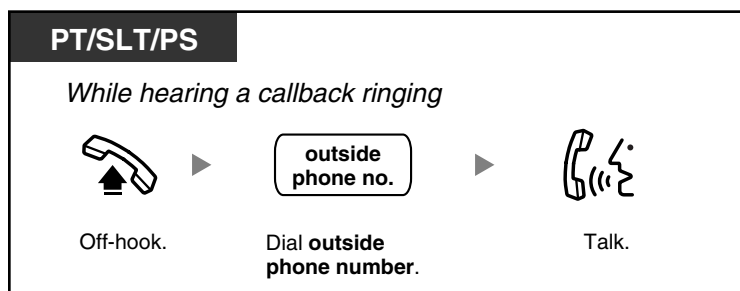 PT/SLT/PS
While hearing a callback ringing
outside
phone no.
Off-hook.
Dial outside
phone number.
Talk.